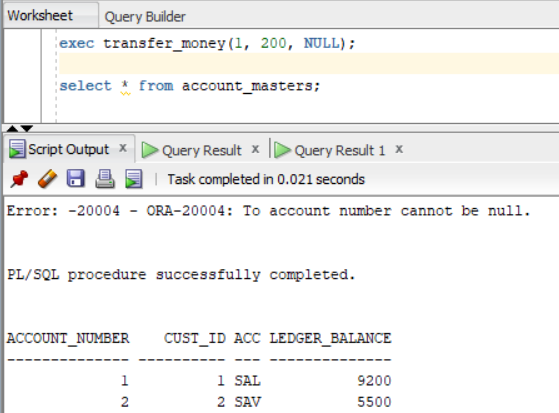 Worksheet Query Builder
exec transfer_money(1, 200, NULL);
select * from account_masters;
Script Output x Query Result x Query Result 1 x
Task completed in 0.021 seconds
Error: -20004 - ORA-20004: To account number cannot be null.
PL/SQL procedure successfully completed.
ACCOUNT_NUMBER CUST_ID ACC LEDGER_BALANCE
-------------- ---------- --- --------------
1 1 SAL 9200
2 2 SAV 5500